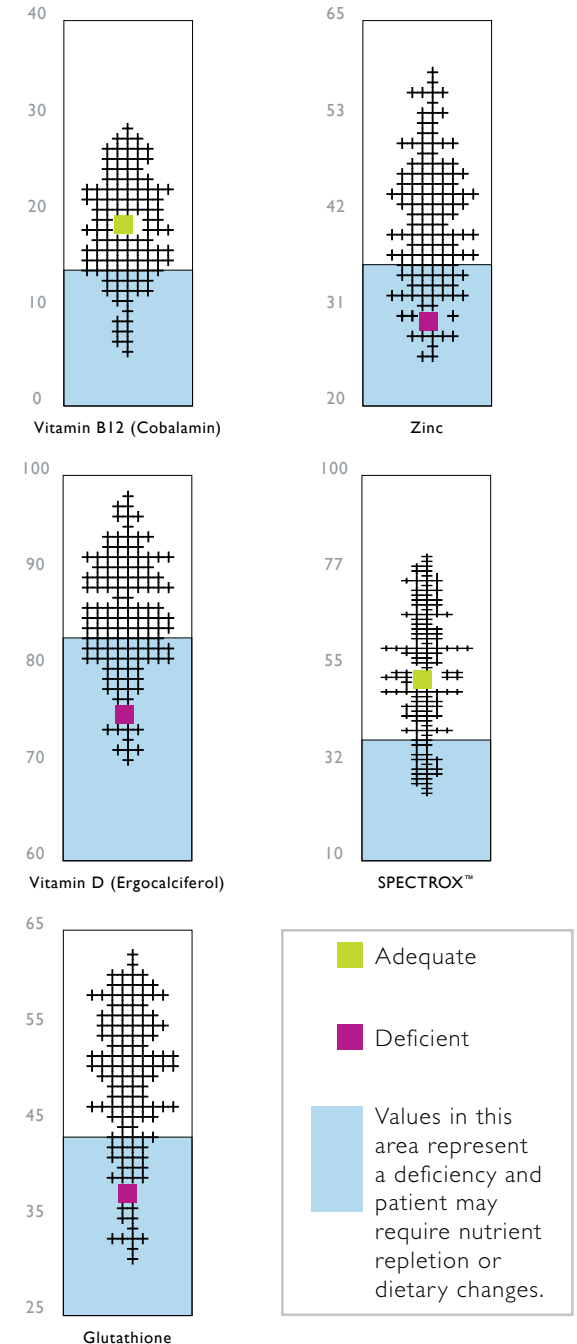 40
30
20
10
0
Vitamin B12 (Cobalamin)
65
53
42
31
20
Zinc
100
90
80
70
60
Vitamin D (Ergocalciferol)
100
77
55
32
10
SPECTROX™
65
55
45
35
25
Glutathione
Adequate
Deficient
Values in this
area represent
a deficiency and
patient may
require nutrient
repletion or
dietary changes.